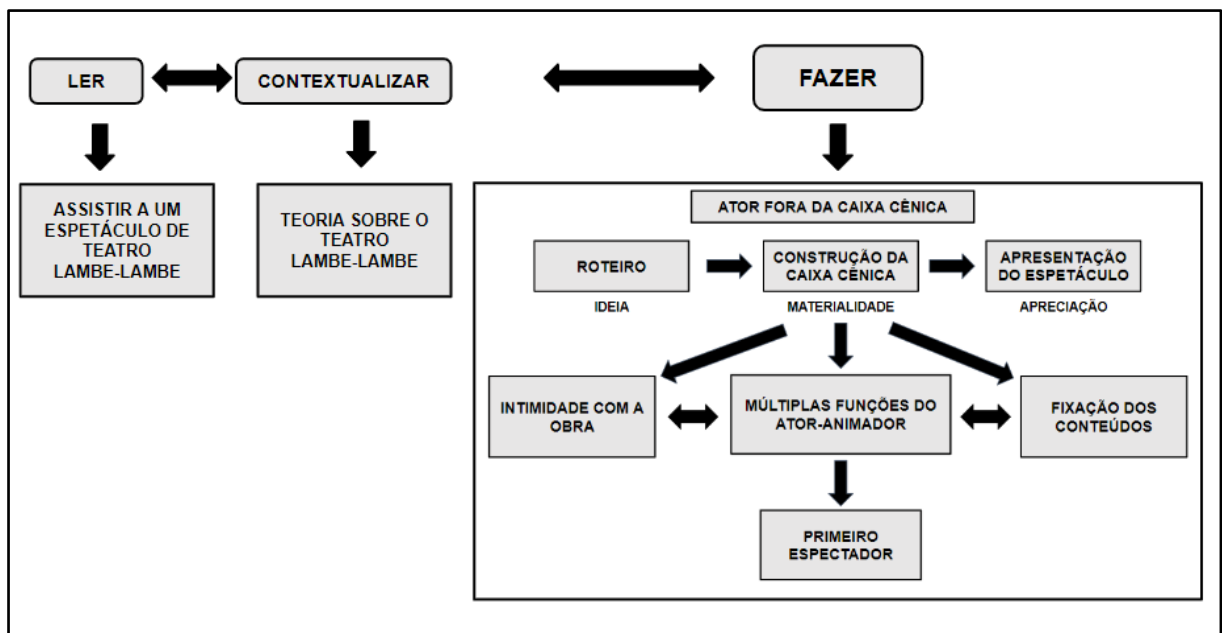 LER
CONTEXTUALIZAR
FAZER
ASSISTIR A UM
ESPETÁCULO DE
TEATRO
LAMBE-LAMBE
TEORIA SOBRE O
TEATRO
LAMBE-LAMBE
ATOR FORA DA CAIXA CÊNICA
ROTEIRO
CONSTRUÇÃO DA
CAIXA CÊNICA
APRESENTAÇÃO
DO ESPETÁCULO
IDEIA
MATERIALIDADE
APRECIAÇÃO
INTIMIDADE COM A
OBRA
MÚLTIPLAS FUNÇÕES DO
ATOR-ANIMADOR
FIXAÇÃO DOS
CONTEÚDOS
PRIMEIRO
ESPECTADOR